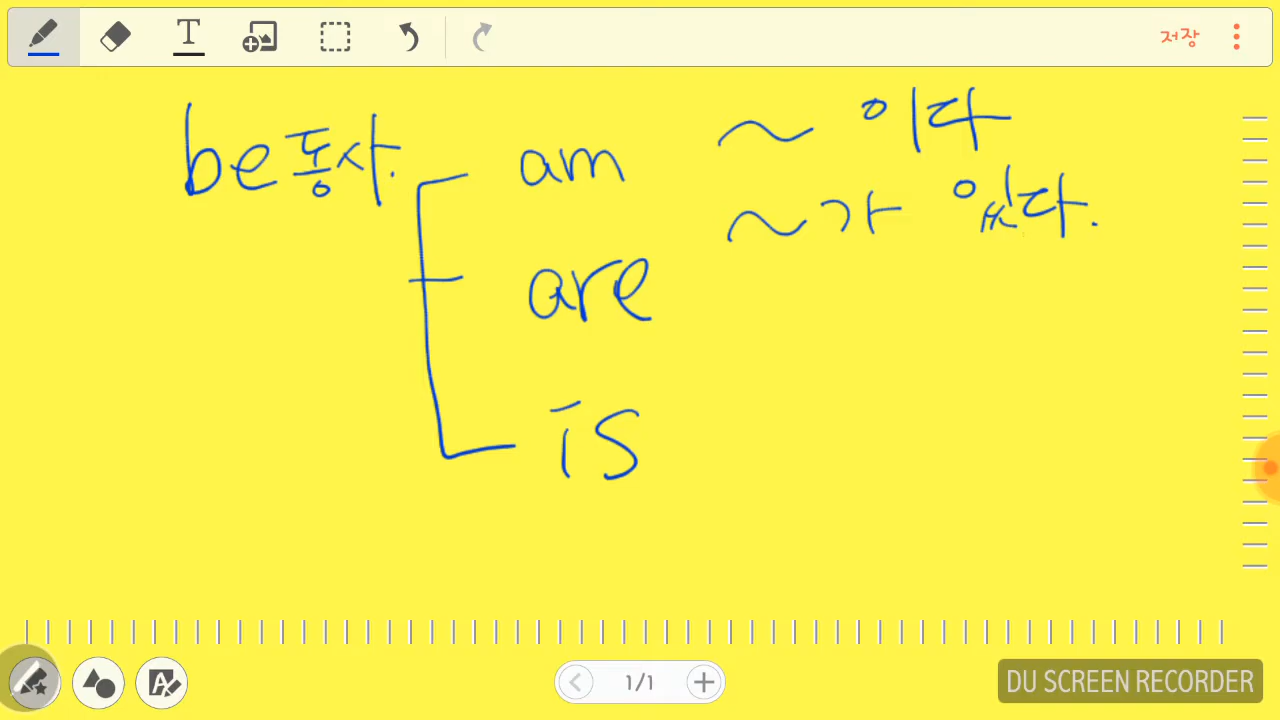 T
저장
be동사.
am
are
is
~ 이다
~가 있다.
1/1
DU SCREEN RECORDER